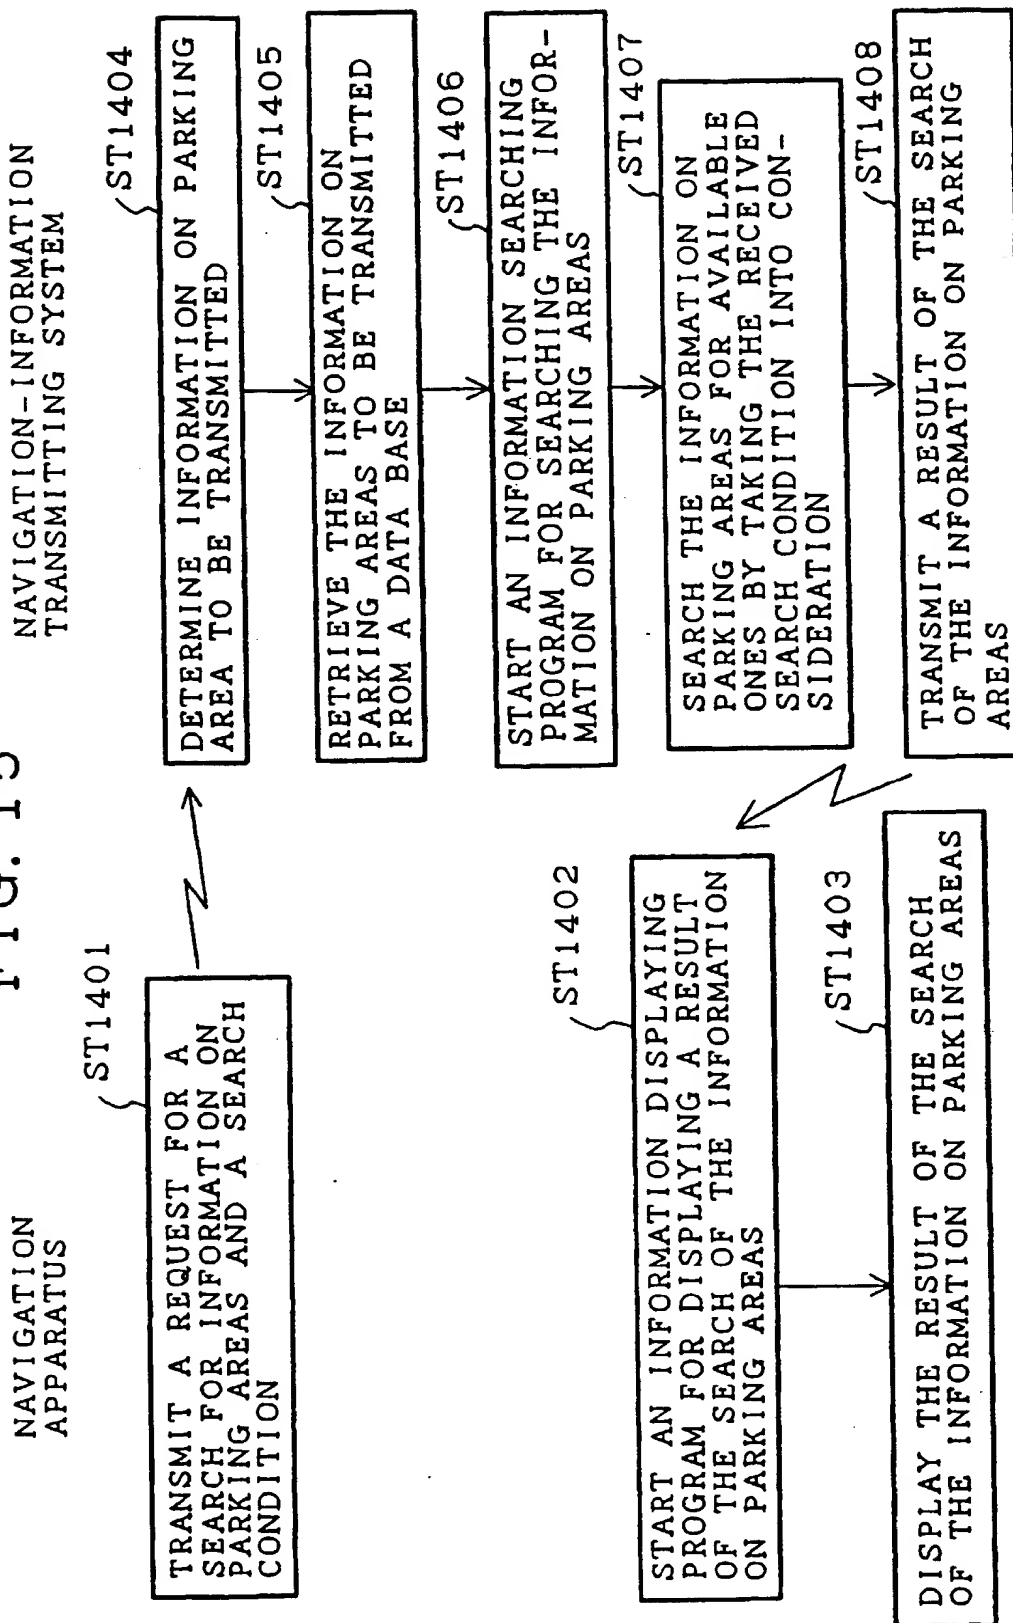 FIG. 15
NAVIGATION
APPARATUS
NAVIGATION-INFORMATION
TRANSMITTING SYSTEM
ST1401
TRANSMIT A REQUEST FOR A
SEARCH FOR INFORMATION ON
PARKING AREAS AND A SEARCH
CONDITION
ST1404
DETERMINE INFORMATION ON PARKING
AREA TO BE TRANSMITTED
ST1405
RETRIEVE THE INFORMATION ON
PARKING AREAS TO BE TRANSMITTED
FROM A DATA BASE
ST1406
START AN INFORMATION SEARCHING
PROGRAM FOR SEARCHING THE INFOR-
MATION ON PARKING AREAS
ST1407
SEARCH THE INFORMATION ON
PARKING AREAS FOR AVAILABLE
ONES BY TAKING THE RECEIVED
SEARCH CONDITION INTO CON-
SIDERATION
ST1408
TRANSMIT A RESULT OF THE SEARCH
OF THE INFORMATION ON PARKING
AREAS
ST1402
START AN INFORMATION DISPLAYING
PROGRAM FOR DISPLAYING A RESULT
OF THE SEARCH OF THE INFORMATION
ON PARKING AREAS
ST1403
DISPLAY THE RESULT OF THE SEARCH
OF THE INFORMATION ON PARKING AREAS